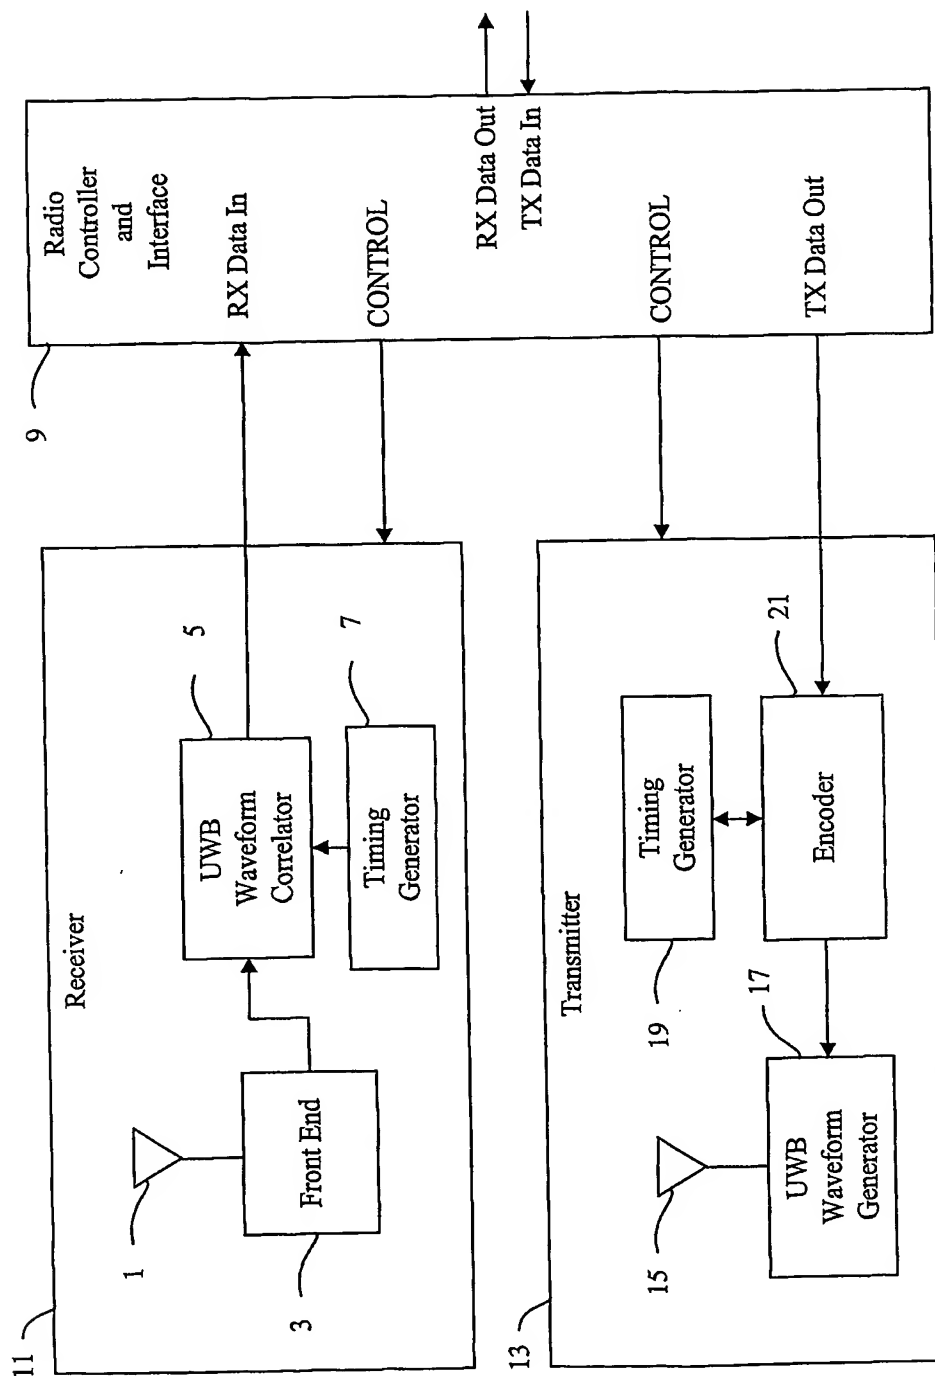 11
Receiver
1
3
Front End
5
UWB
Waveform
Correlator
7
Timing
Generator
9
Radio
Controller
and
Interface
RX Data In
CONTROL
RX Data Out
TX Data In
CONTROL
TX Data Out
13
Transmitter
15
17
UWB
Waveform
Generator
19
Timing
Generator
21
Encoder